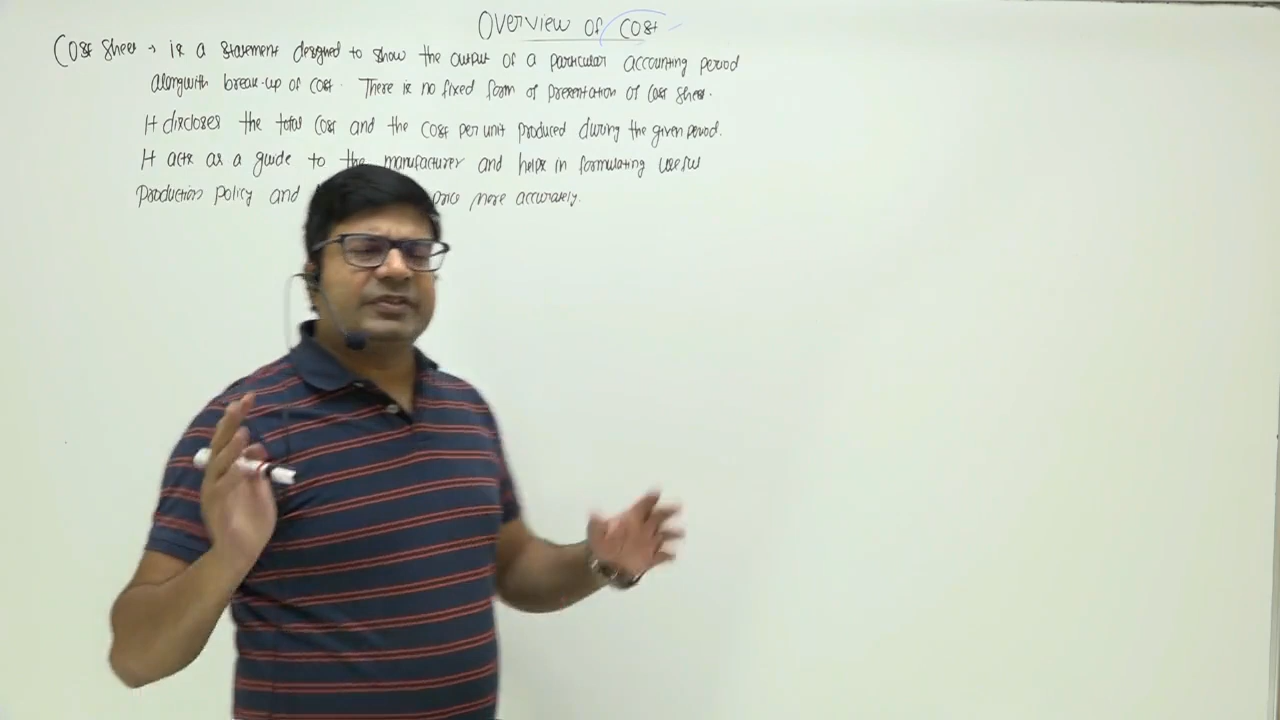 Overview of Cost
Cost sheet → is a statement designed to show the output of a particular accounting period
alongwith break-up of cost. There is no fixed form of presentation of cost sheet.
It discloses the total cost and the cost per unit produced during the given period.
It acts as a guide to the manufacturer and helps in formulating useful
production policy and price more accurately.